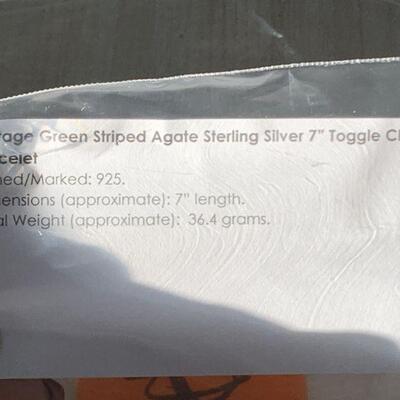 tage Green Striped Agate Sterling Silver 7" Toggle Cl
celet
ned/Marked: 925.
ensions (approximate): 7" length.
al Weight (approximate): 36.4 grams.